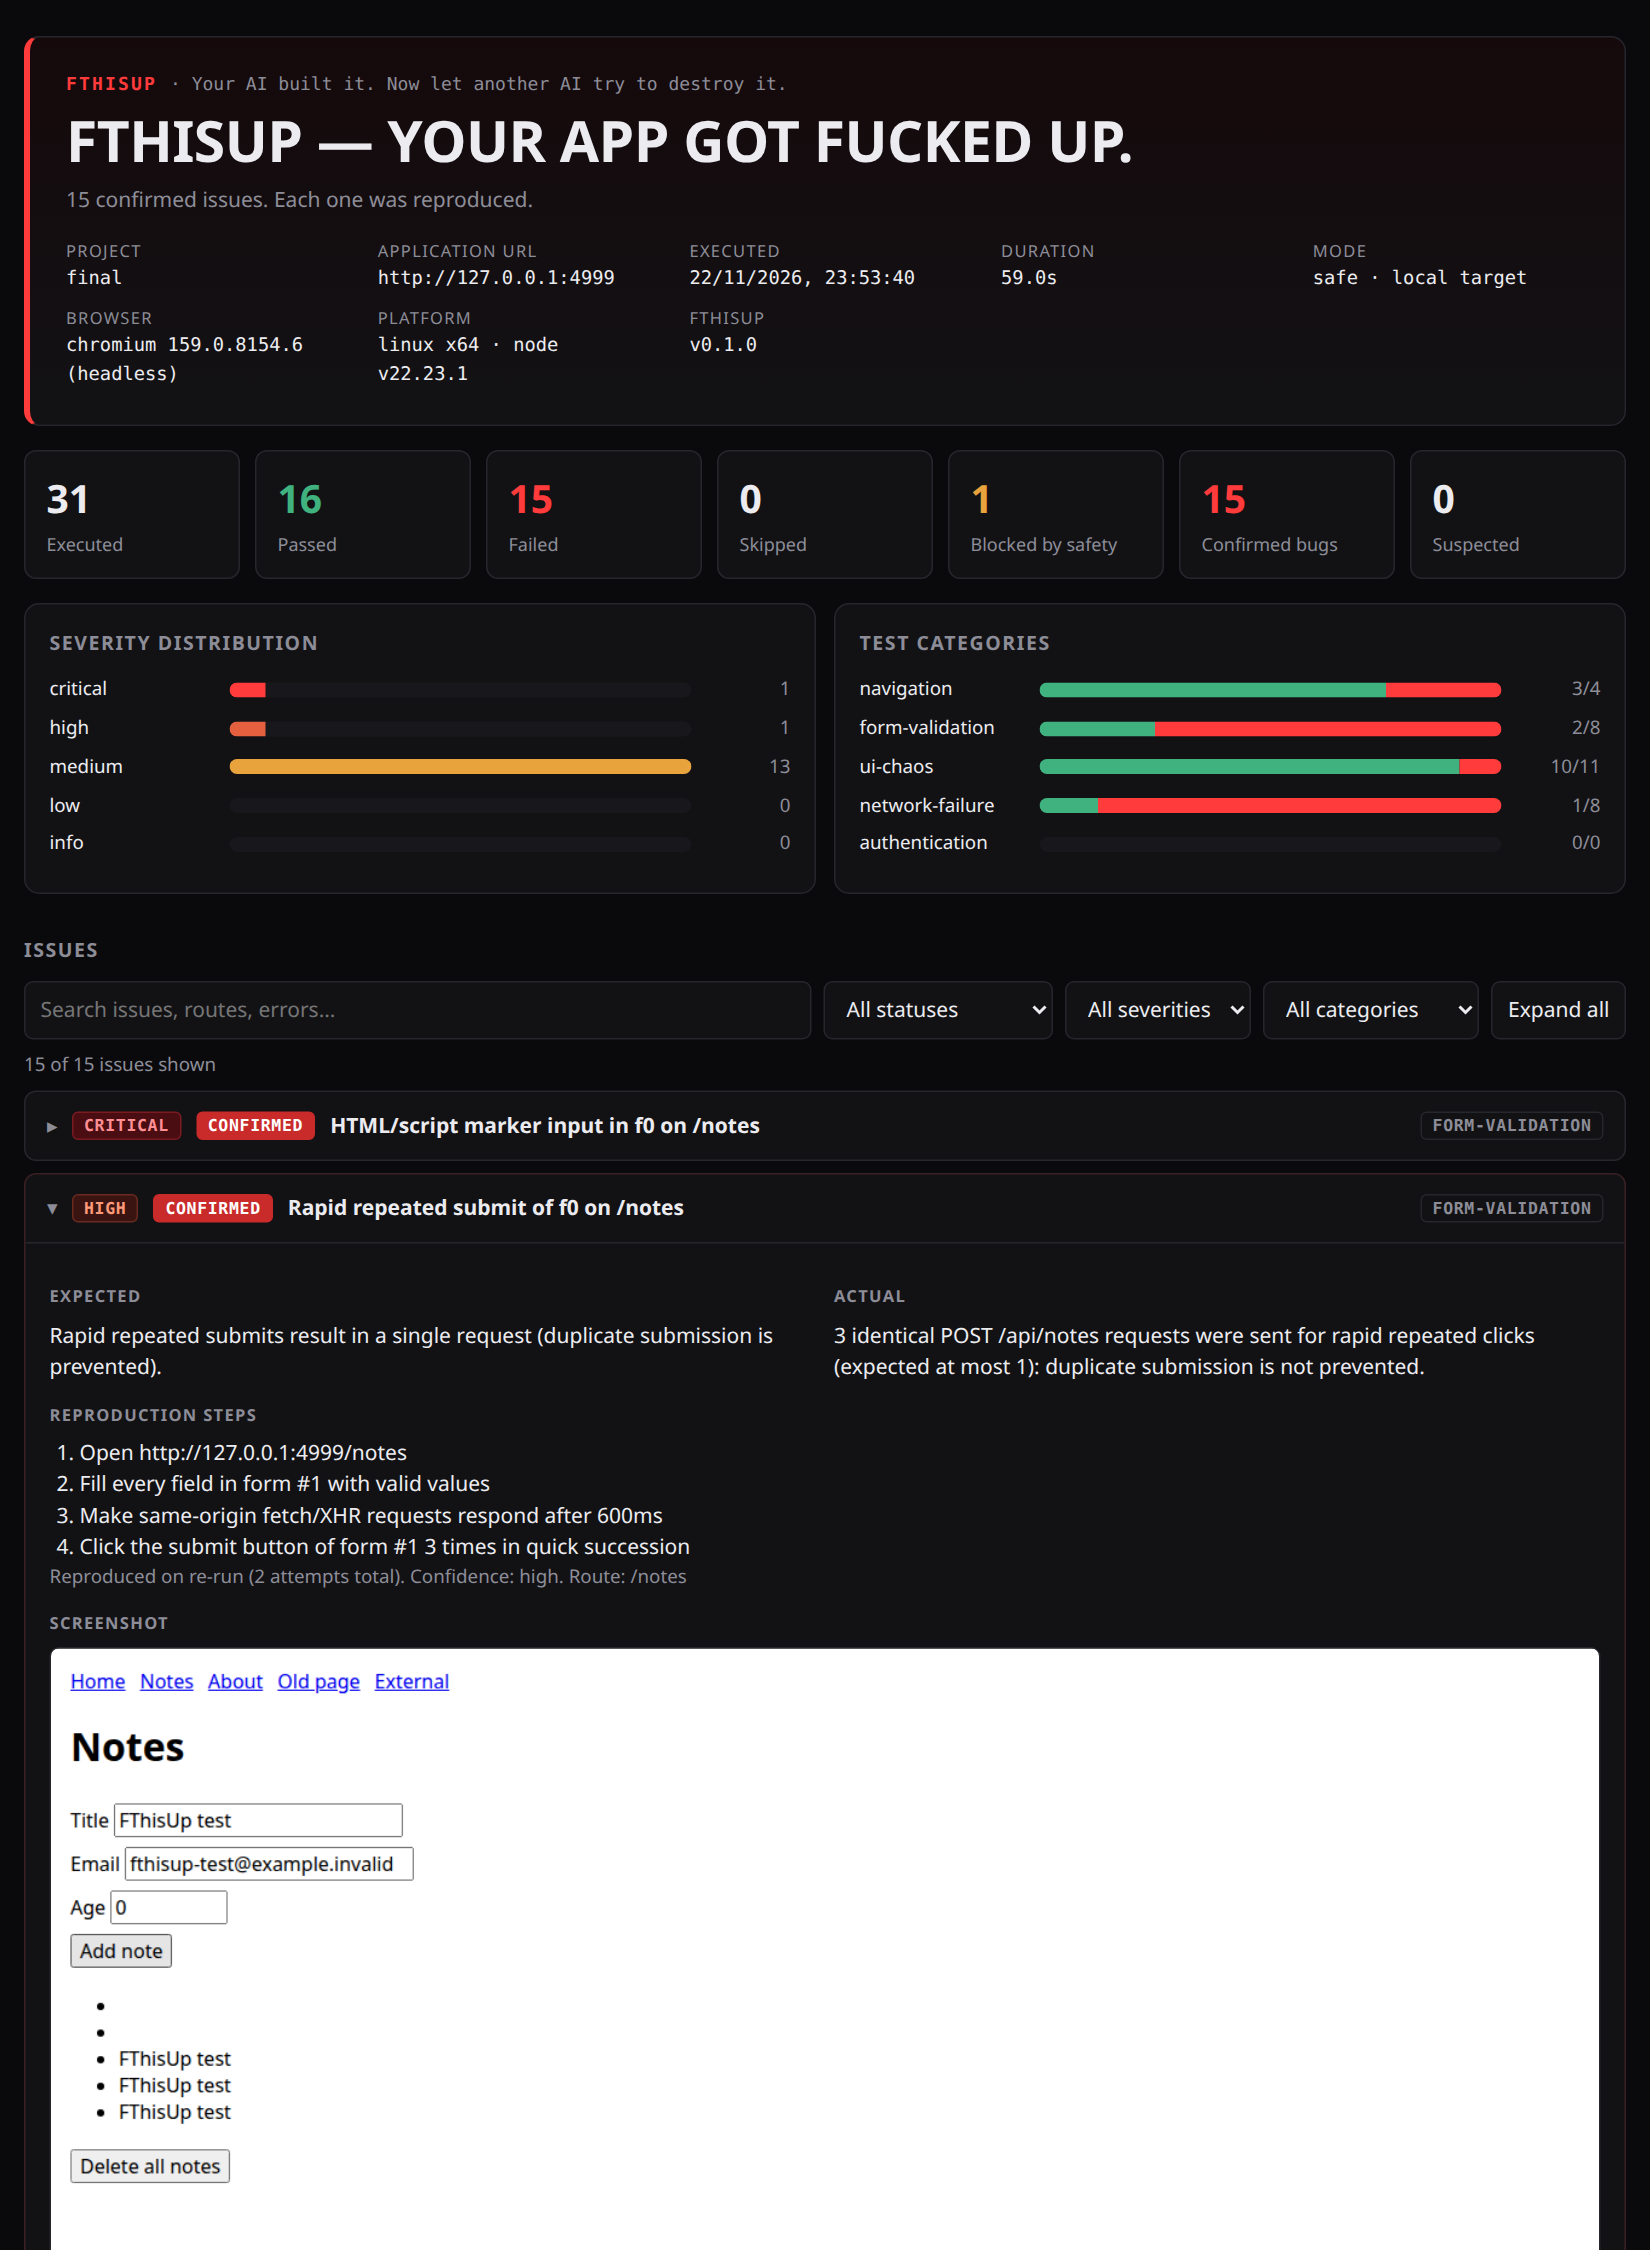 FTHISUP · Your AI built it. Now let another AI try to destroy it.
FTHISUP — YOUR APP GOT FUCKED UP.
15 confirmed issues. Each one was reproduced.
PROJECT
final
APPLICATION URL
http://127.0.0.1:4999
EXECUTED
22/11/2026, 23:53:40
DURATION
59.0s
MODE
safe · local target
BROWSER
chromium 159.0.8154.6
(headless)
PLATFORM
linux x64 · node
v22.23.1
FTHISUP
v0.1.0
31
Executed
16
Passed
15
Failed
0
Skipped
1
Blocked by safety
15
Confirmed bugs
0
Suspected
SEVERITY DISTRIBUTION
critical 1
high 1
medium 13
low 0
info 0
TEST CATEGORIES
navigation 3/4
form-validation 2/8
ui-chaos 10/11
network-failure 1/8
authentication 0/0
ISSUES
Search issues, routes, errors... All statuses All severities All categories Expand all
15 of 15 issues shown
▸ CRITICAL CONFIRMED HTML/script marker input in f0 on /notes FORM-VALIDATION
▾ HIGH CONFIRMED Rapid repeated submit of f0 on /notes FORM-VALIDATION
EXPECTED
Rapid repeated submits result in a single request (duplicate submission is
prevented).
ACTUAL
3 identical POST /api/notes requests were sent for rapid repeated clicks
(expected at most 1): duplicate submission is not prevented.
REPRODUCTION STEPS
1. Open http://127.0.0.1:4999/notes
2. Fill every field in form #1 with valid values
3. Make same-origin fetch/XHR requests respond after 600ms
4. Click the submit button of form #1 3 times in quick succession
Reproduced on re-run (2 attempts total). Confidence: high. Route: /notes
SCREENSHOT
Home Notes About Old page External
Notes
Title FThisUp test
Email fthisup-test@example.invalid
Age 0
Add note
•
•
• FThisUp test
• FThisUp test
• FThisUp test
Delete all notes